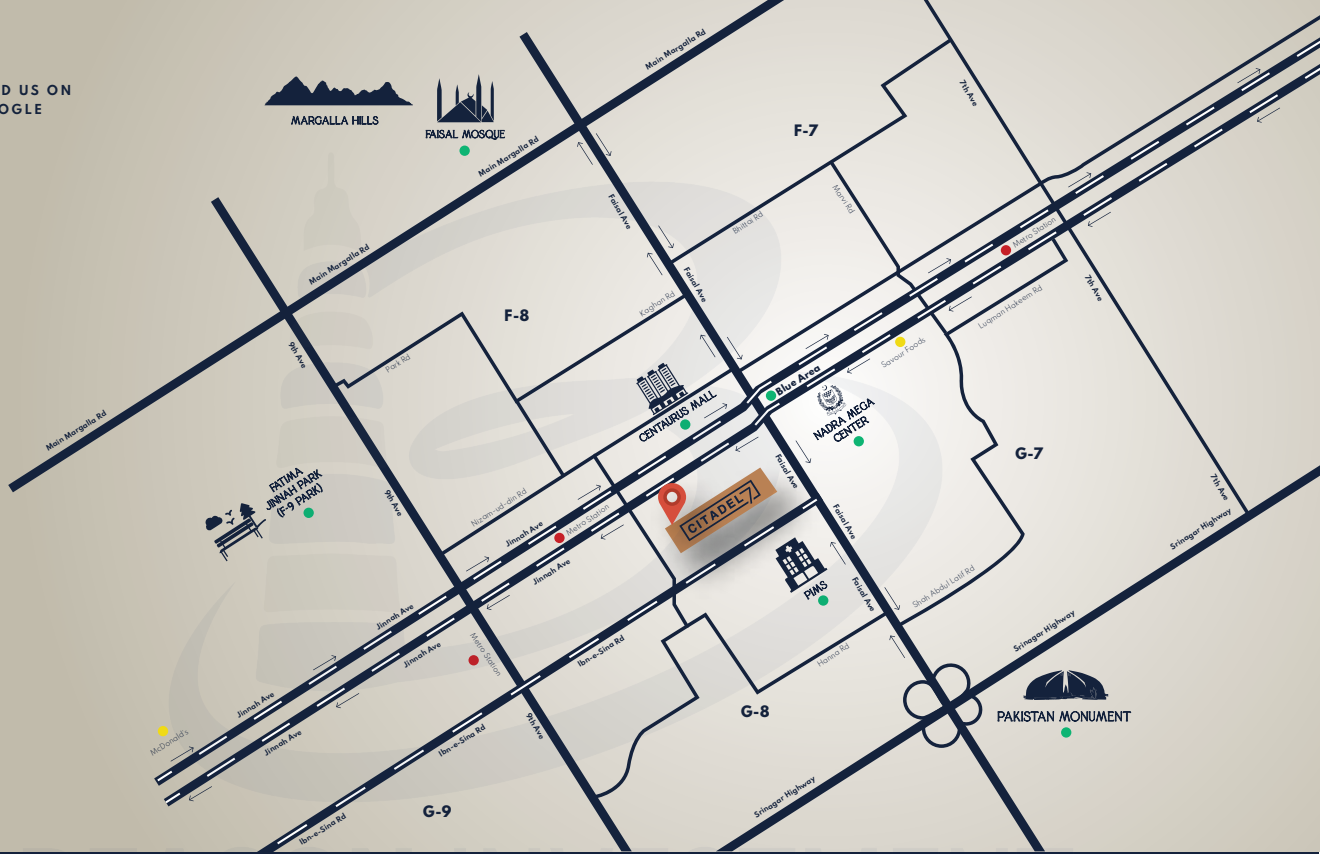 D US ON
OGLE
MARGALLA HILLS
FAISAL MOSQUE
Main Margalla Rd
Main Margalla Rd
Main Margalla Rd
Main Margalla Rd
F-7
7th Ave
Faisal Ave
Bhittai Rd
Marvi Rd
Metro Station
Faisal Ave
Kaghan Rd
F-8
7th Ave
Luqman Hakeem Rd
9th Ave
Park Rd
Savour Foods
Blue Area
CENTAURUS MALL
NADRA MEGA
CENTER
G-7
FATIMA
JINNAH PARK
(F-9 PARK)
9th Ave
Nizam-ud-din Rd
Jinnah Ave
Metro Station
Jinnah Ave
CITADEL 7
Faisal Ave
Faisal Ave
7th Ave
Srinagar Highway
PIMS
Faisal Ave
Shah Abdul Latif Rd
Jinnah Ave
Jinnah Ave
Metro Station
Ibn-e-Sina Rd
Hanna Rd
Srinagar Highway
Jinnah Ave
Jinnah Ave
McDonald's
9th Ave
Ibn-e-Sina Rd
G-8
PAKISTAN MONUMENT
Srinagar Highway
G-9
Ibn-e-Sina Rd